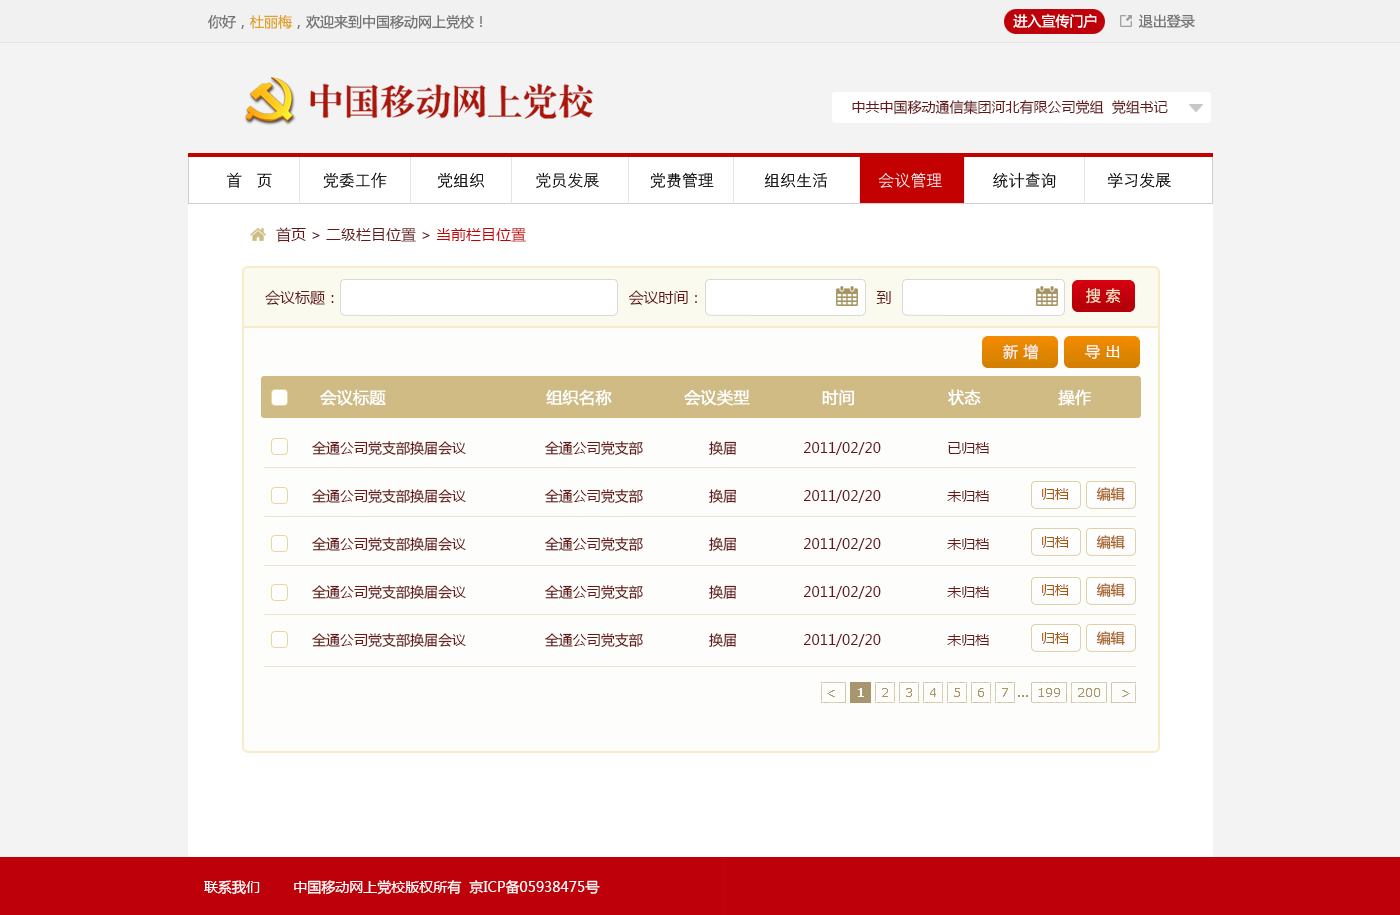 你好，杜丽梅，欢迎来到中国移动网上党校！ 进入宣传门户 退出登录
中国移动网上党校
中共中国移动通信集团河北有限公司党组 党组书记
首 页 党委工作 党组织 党员发展 党费管理 组织生活 会议管理 统计查询 学习发展
首页 > 二级栏目位置 > 当前栏目位置
会议标题： 会议时间： 到 搜 索
新 增 导 出
会议标题 组织名称 会议类型 时间 状态 操作
全通公司党支部换届会议 全通公司党支部 换届 2011/02/20 已归档
全通公司党支部换届会议 全通公司党支部 换届 2011/02/20 未归档 归档 编辑
全通公司党支部换届会议 全通公司党支部 换届 2011/02/20 未归档 归档 编辑
全通公司党支部换届会议 全通公司党支部 换届 2011/02/20 未归档 归档 编辑
全通公司党支部换届会议 全通公司党支部 换届 2011/02/20 未归档 归档 编辑
< 1 2 3 4 5 6 7 ... 199 200 >
联系我们 中国移动网上党校版权所有 京ICP备05938475号